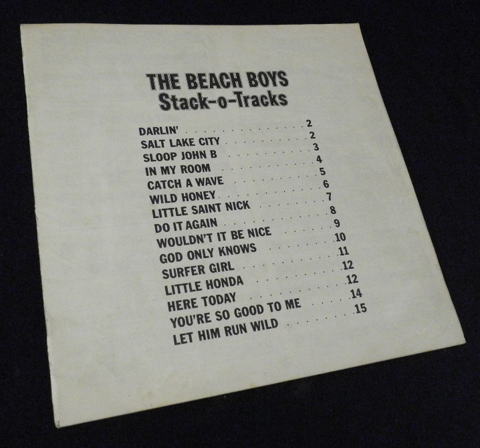 THE BEACH BOYS
Stack-o-Tracks
DARLIN' . . . . . . . . . . . . . 2
SALT LAKE CITY . . . . . . . . . 2
SLOOP JOHN B . . . . . . . . . 3
IN MY ROOM . . . . . . . . . . 4
CATCH A WAVE . . . . . . . . . 5
WILD HONEY . . . . . . . . . . 6
LITTLE SAINT NICK . . . . . . . 7
DO IT AGAIN . . . . . . . . . . 8
WOULDN'T IT BE NICE . . . . . 9
GOD ONLY KNOWS . . . . . . . 10
SURFER GIRL . . . . . . . . . 11
LITTLE HONDA . . . . . . . . 12
HERE TODAY . . . . . . . . . 12
YOU'RE SO GOOD TO ME . . . . 14
LET HIM RUN WILD . . . . . . 15